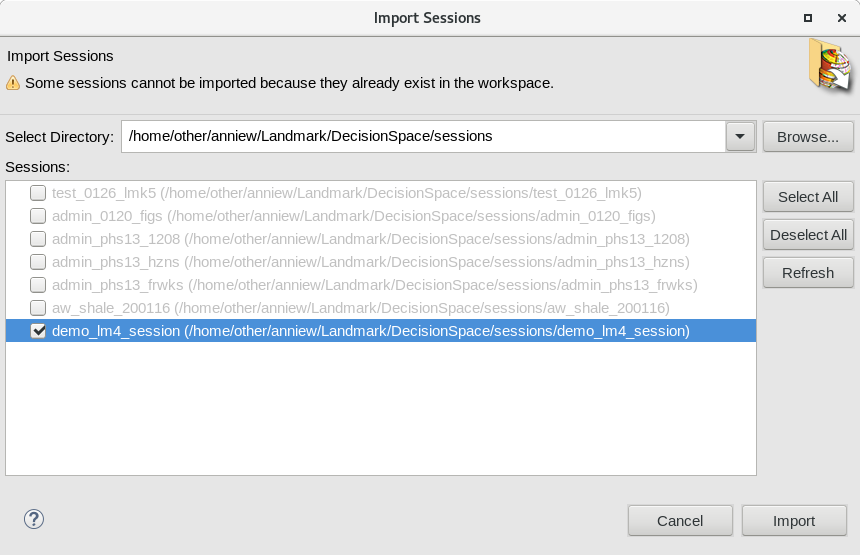 Import Sessions
Import Sessions
Some sessions cannot be imported because they already exist in the workspace.
Select Directory: /home/other/anniew/Landmark/DecisionSpace/sessions Browse...
Sessions:
test_0126_lmk5 (/home/other/anniew/Landmark/DecisionSpace/sessions/test_0126_lmk5) Select All
admin_0120_figs (/home/other/anniew/Landmark/DecisionSpace/sessions/admin_0120_figs)
admin_phs13_1208 (/home/other/anniew/Landmark/DecisionSpace/sessions/admin_phs13_1208) Deselect All
admin_phs13_hzns (/home/other/anniew/Landmark/DecisionSpace/sessions/admin_phs13_hzns) Refresh
admin_phs13_frwks (/home/other/anniew/Landmark/DecisionSpace/sessions/admin_phs13_frwks)
aw_shale_200116 (/home/other/anniew/Landmark/DecisionSpace/sessions/aw_shale_200116)
demo_lm4_session (/home/other/anniew/Landmark/DecisionSpace/sessions/demo_lm4_session)
? Cancel Import